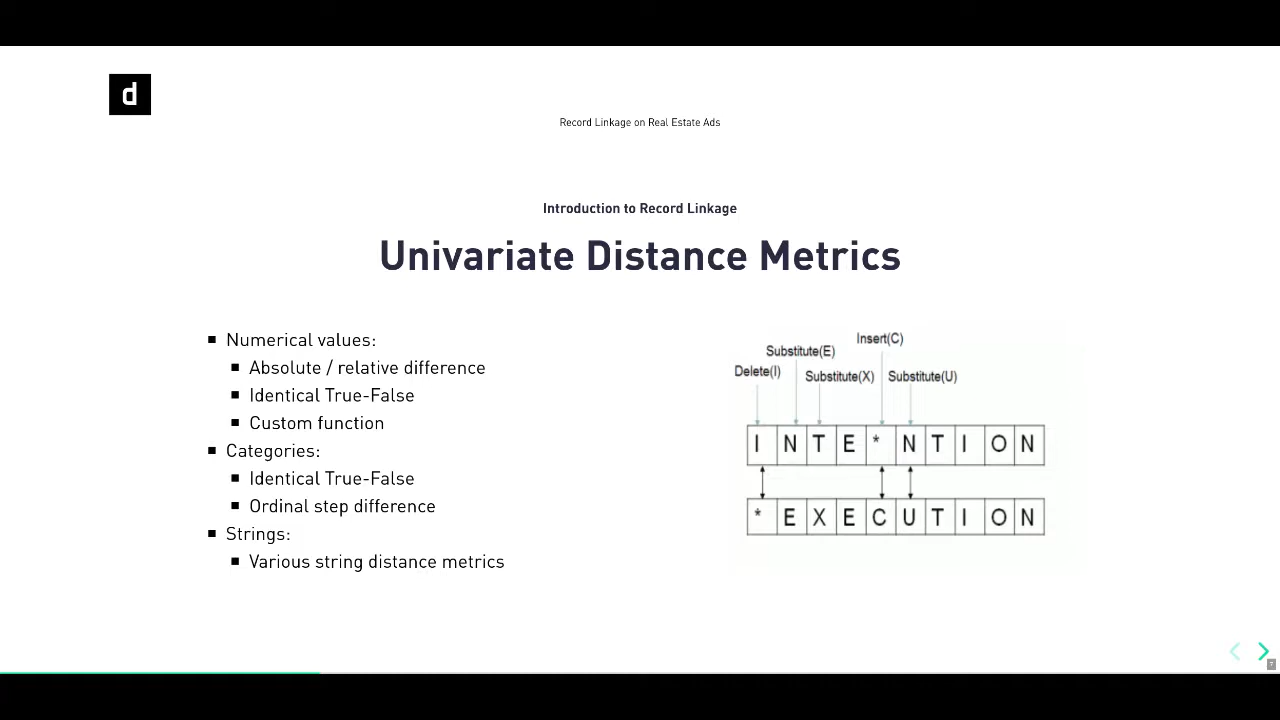 d
Record Linkage on Real Estate Ads
Introduction to Record Linkage
Univariate Distance Metrics
Numerical values:
Absolute / relative difference
Identical True-False
Custom function
Categories:
Identical True-False
Ordinal step difference
Strings:
Various string distance metrics
Insert(C)
Substitute(E)
Delete(I) Substitute(X) Substitute(U)
I N T E * N T I O N
* E X E C U T I O N
7